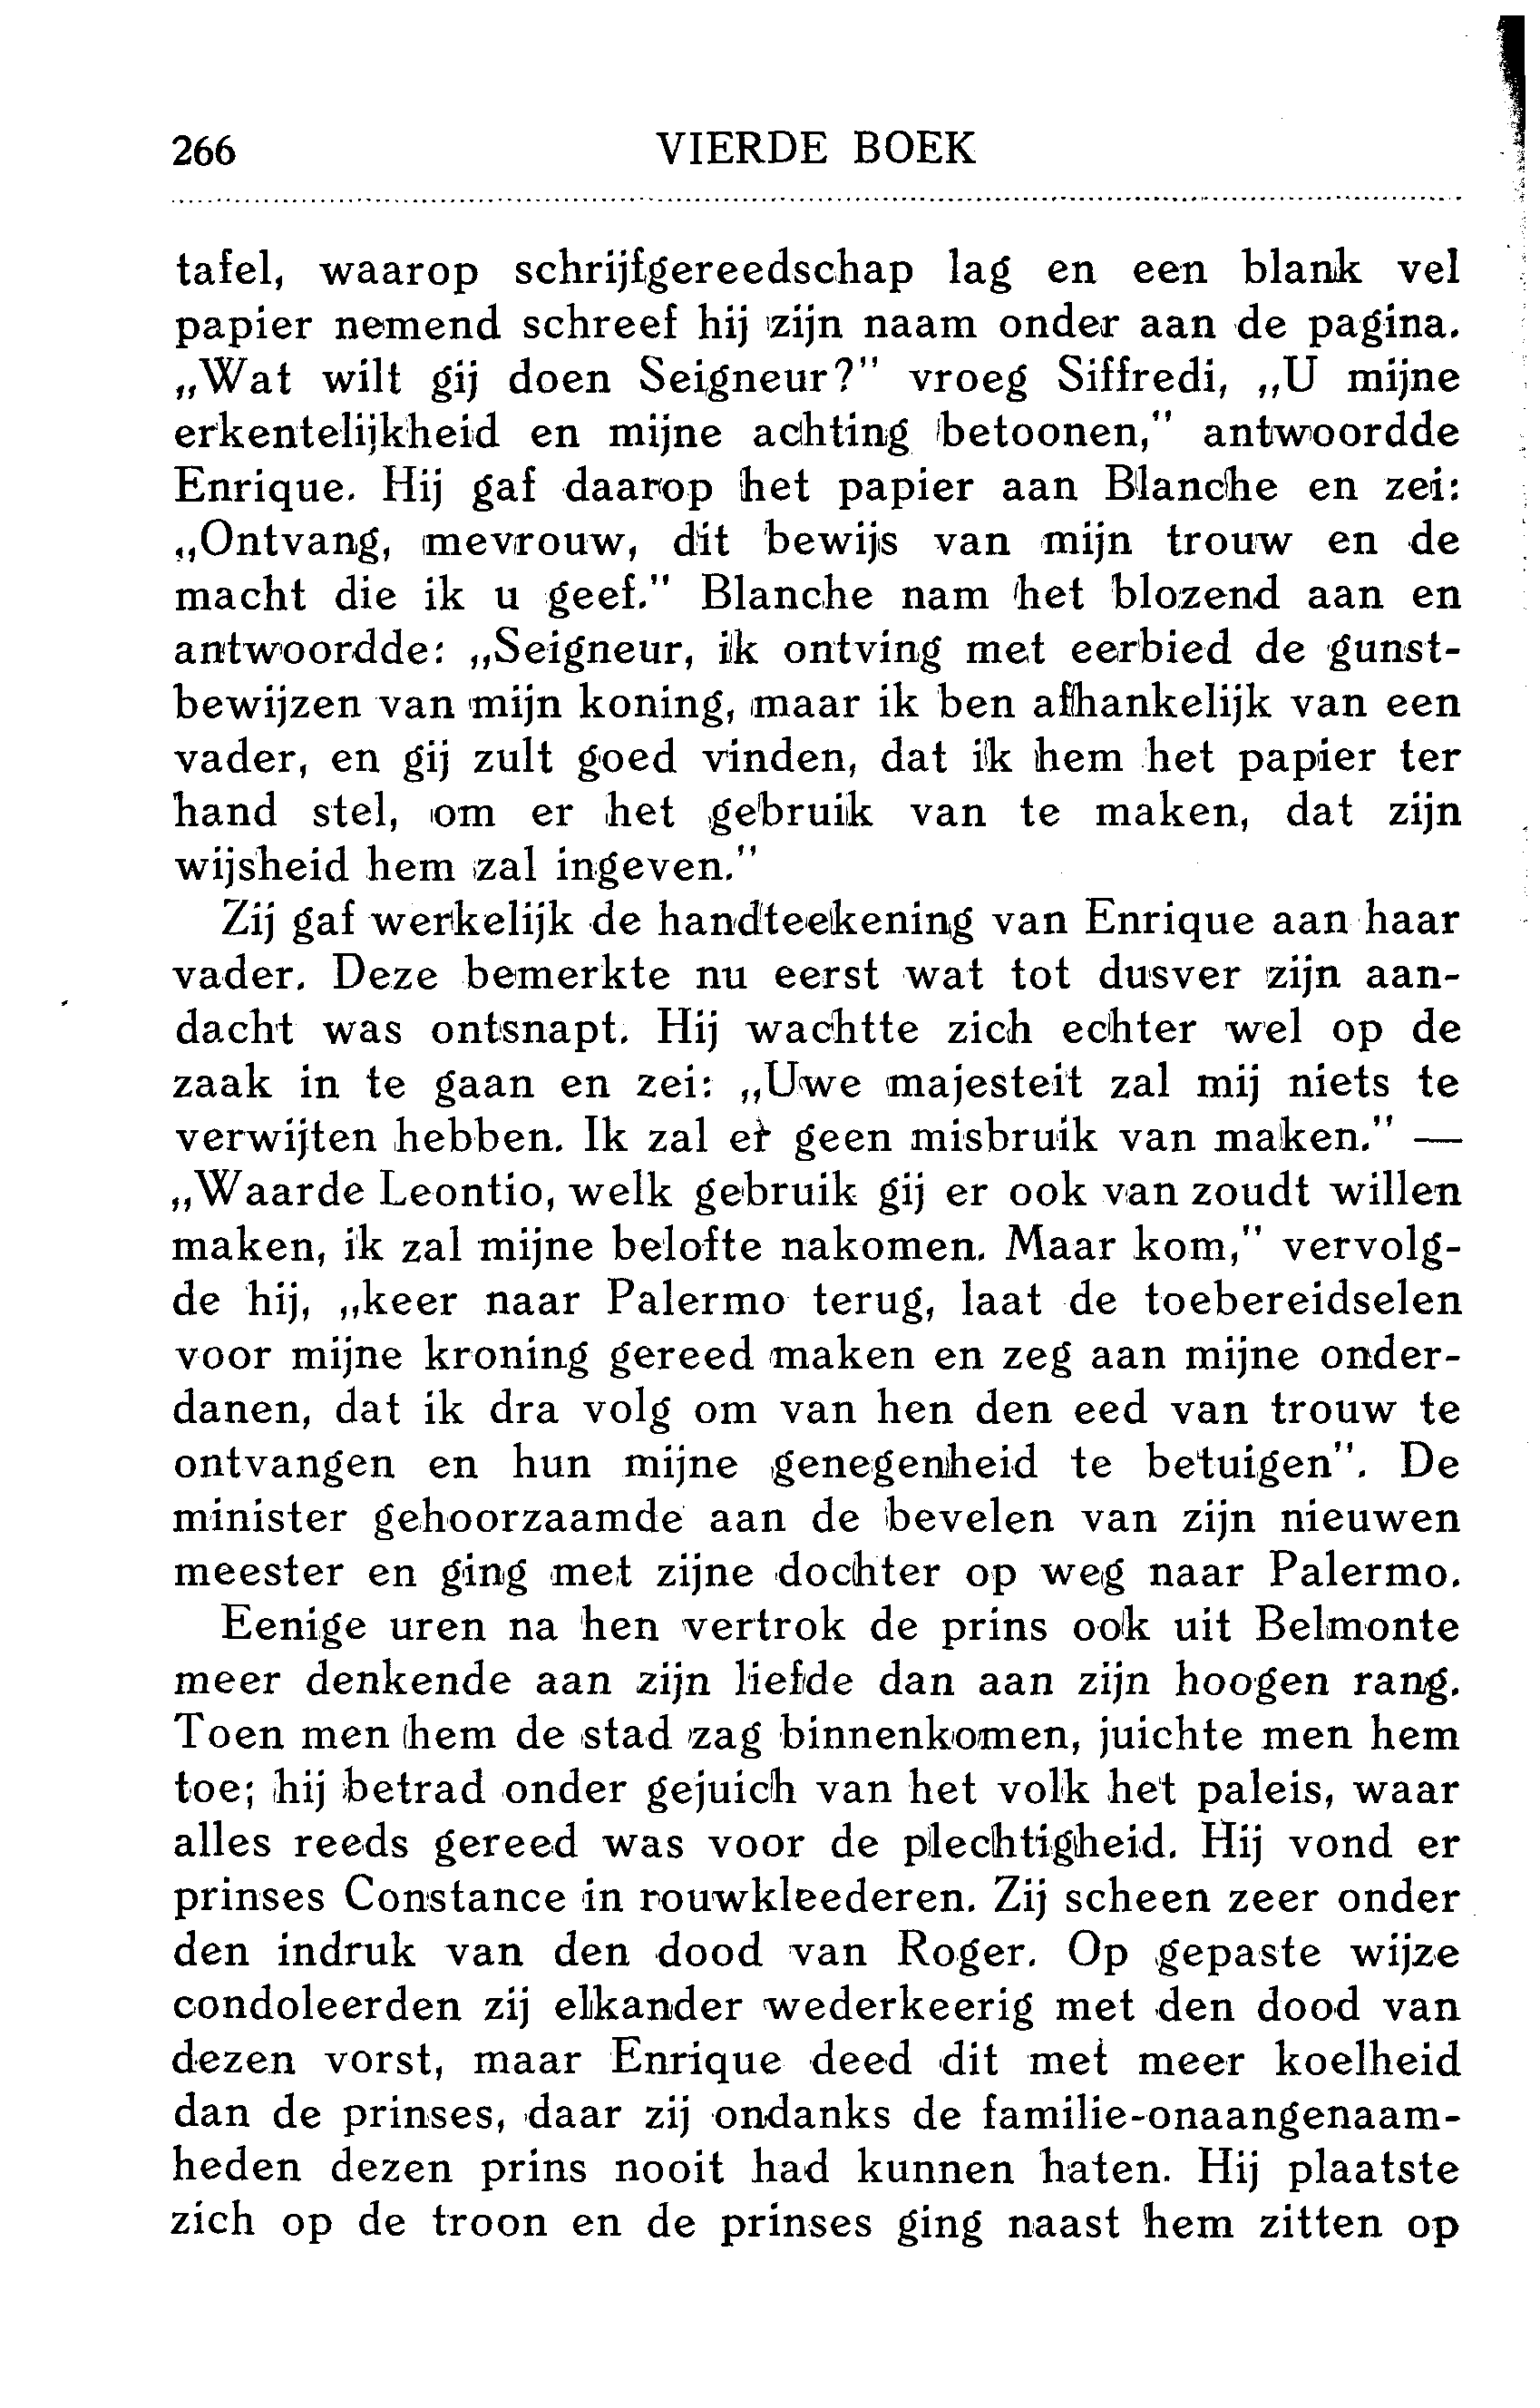 266 VIERDE BOEK
tafel, waarop schrijfgereedschap lag en een blank vel
papier nemend schreef hij zijn naam onder aan de pagina.
„Wat wilt gij doen Seigneur?" vroeg Siffredi, „U mijne
erkentelijkheid en mijne achting betoonen," antwoordde
Enrique. Hij gaf daarop het papier aan Blanche en zei:
„Ontvang, mevrouw, dit bewijs van mijn trouw en de
macht die ik u geef." Blanche nam het blozend aan en
antwoordde: „Seigneur, ik ontving met eerbied de gunst-
bewijzen van mijn koning, maar ik ben afhankelijk van een
vader, en gij zult goed vinden, dat ik hem het papier ter
hand stel, om er het gebruik van te maken, dat zijn
wijsheid hem zal ingeven."
Zij gaf werkelijk de handteekening van Enrique aan haar
vader. Deze bemerkte nu eerst wat tot dusver zijn aan-
dacht was ontsnapt. Hij wachtte zich echter wel op de
zaak in te gaan en zei: „Uwe majesteit zal mij niets te
verwijten hebben. Ik zal er geen misbruik van maken." —
„Waarde Leontio, welk gebruik gij er ook van zoudt willen
maken, ik zal mijne belofte nakomen. Maar kom," vervolg-
de hij, „keer naar Palermo terug, laat de toebereidselen
voor mijne kroning gereed maken en zeg aan mijne onder-
danen, dat ik dra volg om van hen den eed van trouw te
ontvangen en hun mijne genegenheid te betuigen". De
minister gehoorzaamde aan de bevelen van zijn nieuwen
meester en ging met zijne dochter op weg naar Palermo.
Eenige uren na hen vertrok de prins ook uit Belmonte
meer denkende aan zijn liefde dan aan zijn hoogen rang.
Toen men hem de stad zag binnenkomen, juichte men hem
toe; hij betrad onder gejuich van het volk het paleis, waar
alles reeds gereed was voor de plechtigheid. Hij vond er
prinses Constance in rouwkleederen. Zij scheen zeer onder
den indruk van den dood van Roger. Op gepaste wijze
condoleerden zij elkander wederkeerig met den dood van
dezen vorst, maar Enrique deed dit met meer koelheid
dan de prinses, daar zij ondanks de familie-onaangenaam-
heden dezen prins nooit had kunnen haten. Hij plaatste
zich op de troon en de prinses ging naast hem zitten op